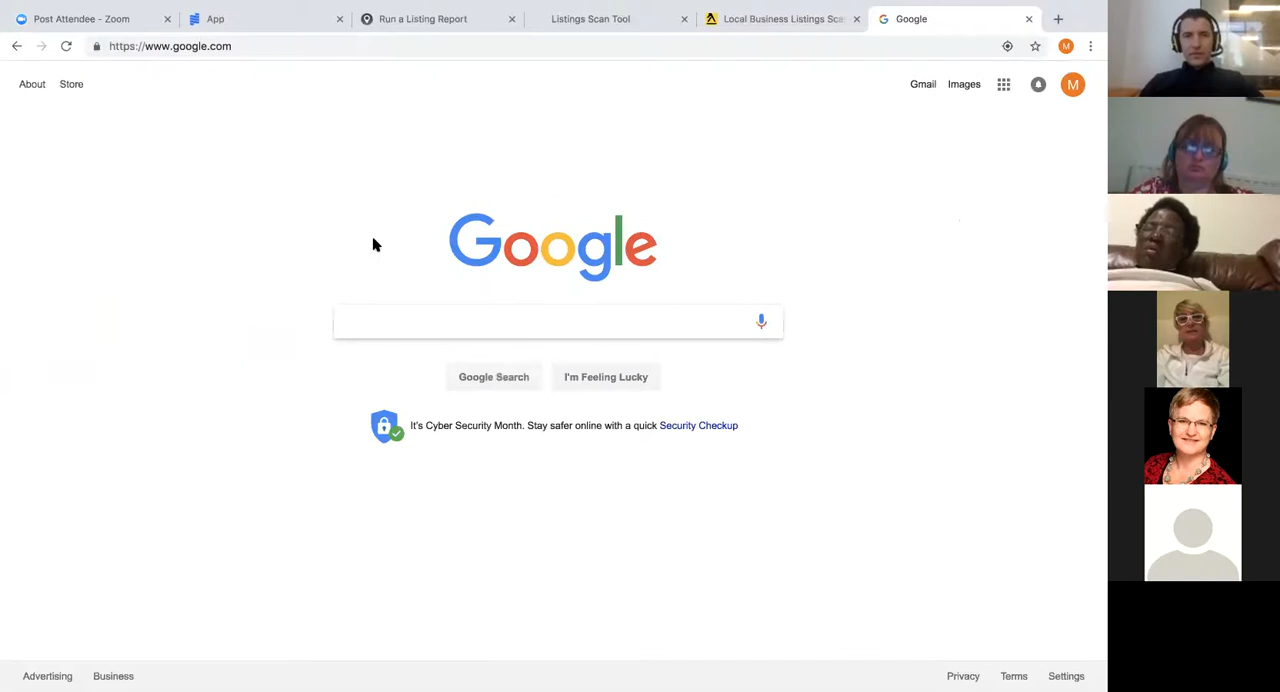 Post Attendee - Zoom
App
Run a Listing Report
Listings Scan Tool
Local Business Listings Sca
Google
https://www.google.com
M
About Store
Gmail Images
M
Google
Google Search I'm Feeling Lucky
It's Cyber Security Month. Stay safer online with a quick Security Checkup
Advertising Business
Privacy Terms Settings